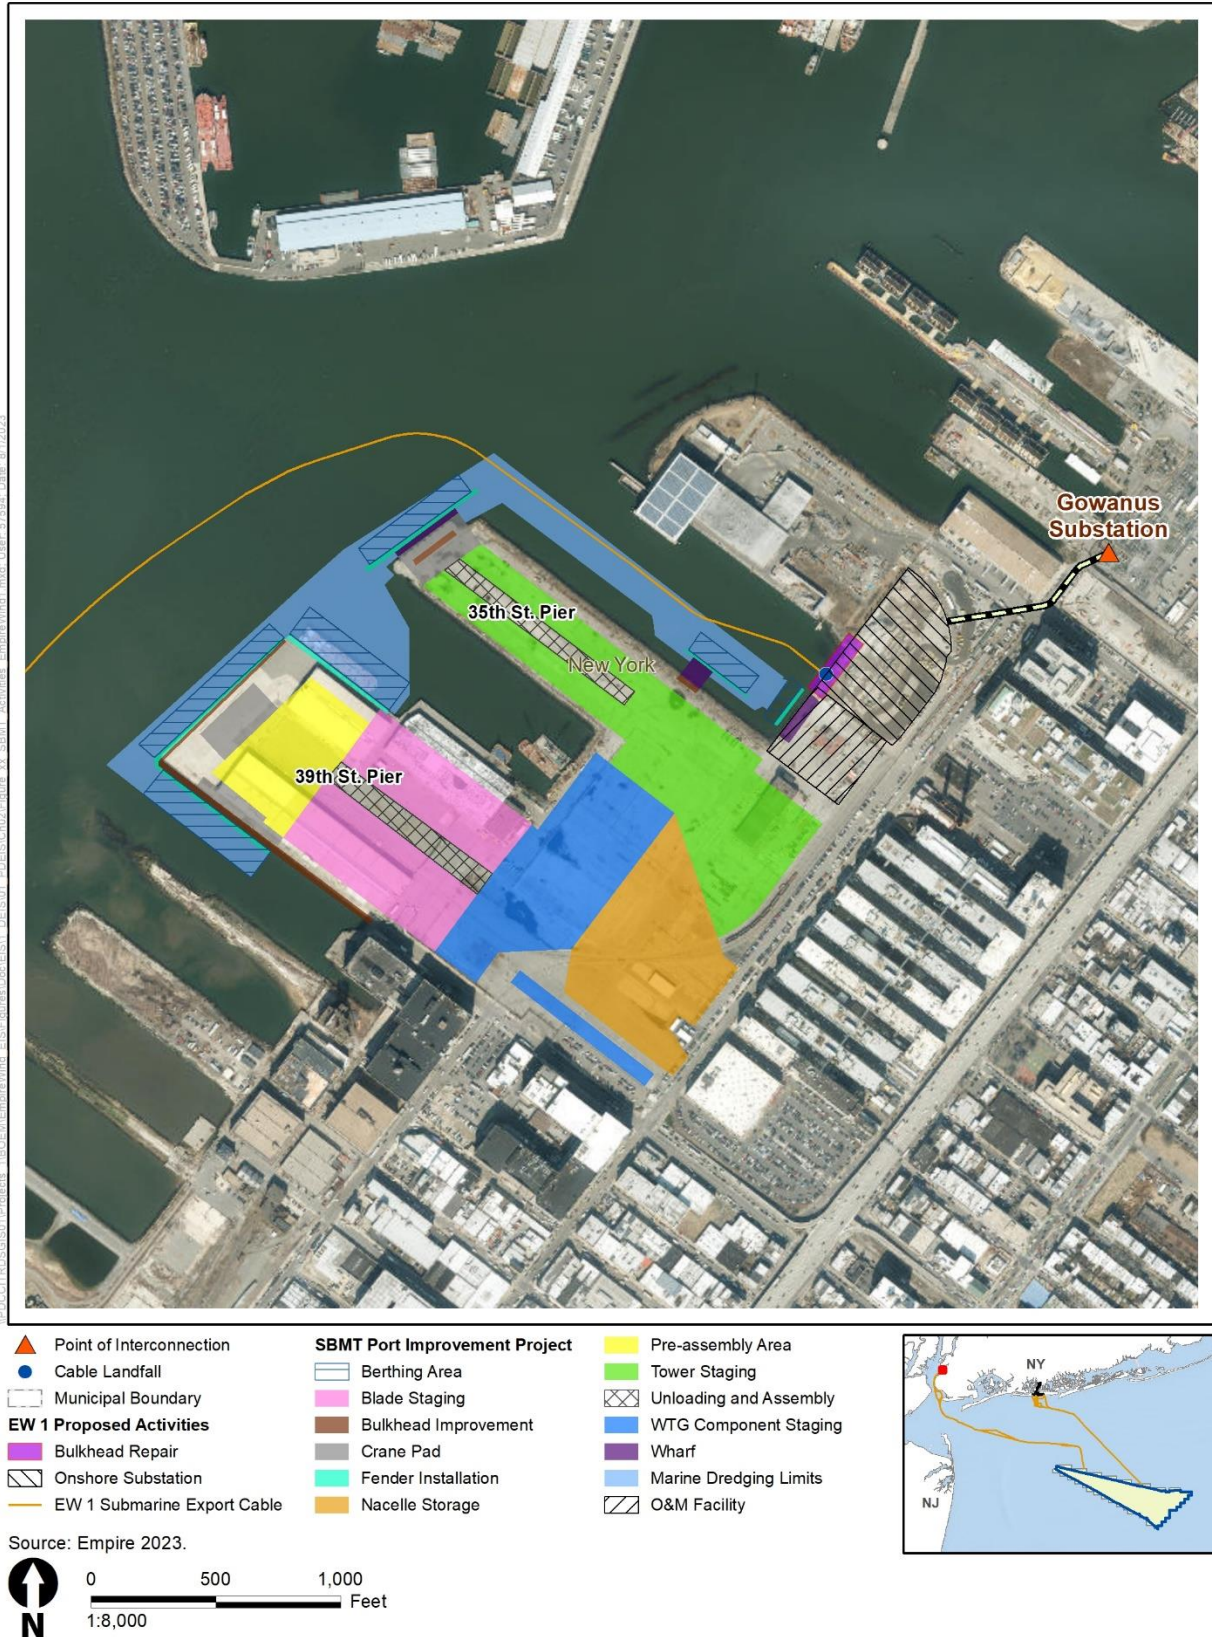 Gowanus
Substation
35th St. Pier
New York
39th St. Pier
Point of Interconnection
Cable Landfall
Municipal Boundary
EW 1 Proposed Activities
Bulkhead Repair
Onshore Substation
EW 1 Submarine Export Cable
SBMT Port Improvement Project
Berthing Area
Blade Staging
Bulkhead Improvement
Crane Pad
Fender Installation
Nacelle Storage
Pre-assembly Area
Tower Staging
Unloading and Assembly
WTG Component Staging
Wharf
Marine Dredging Limits
O&M Facility
NY
NJ
Source: Empire 2023.
N
0 500 1,000
Feet
1:8,000